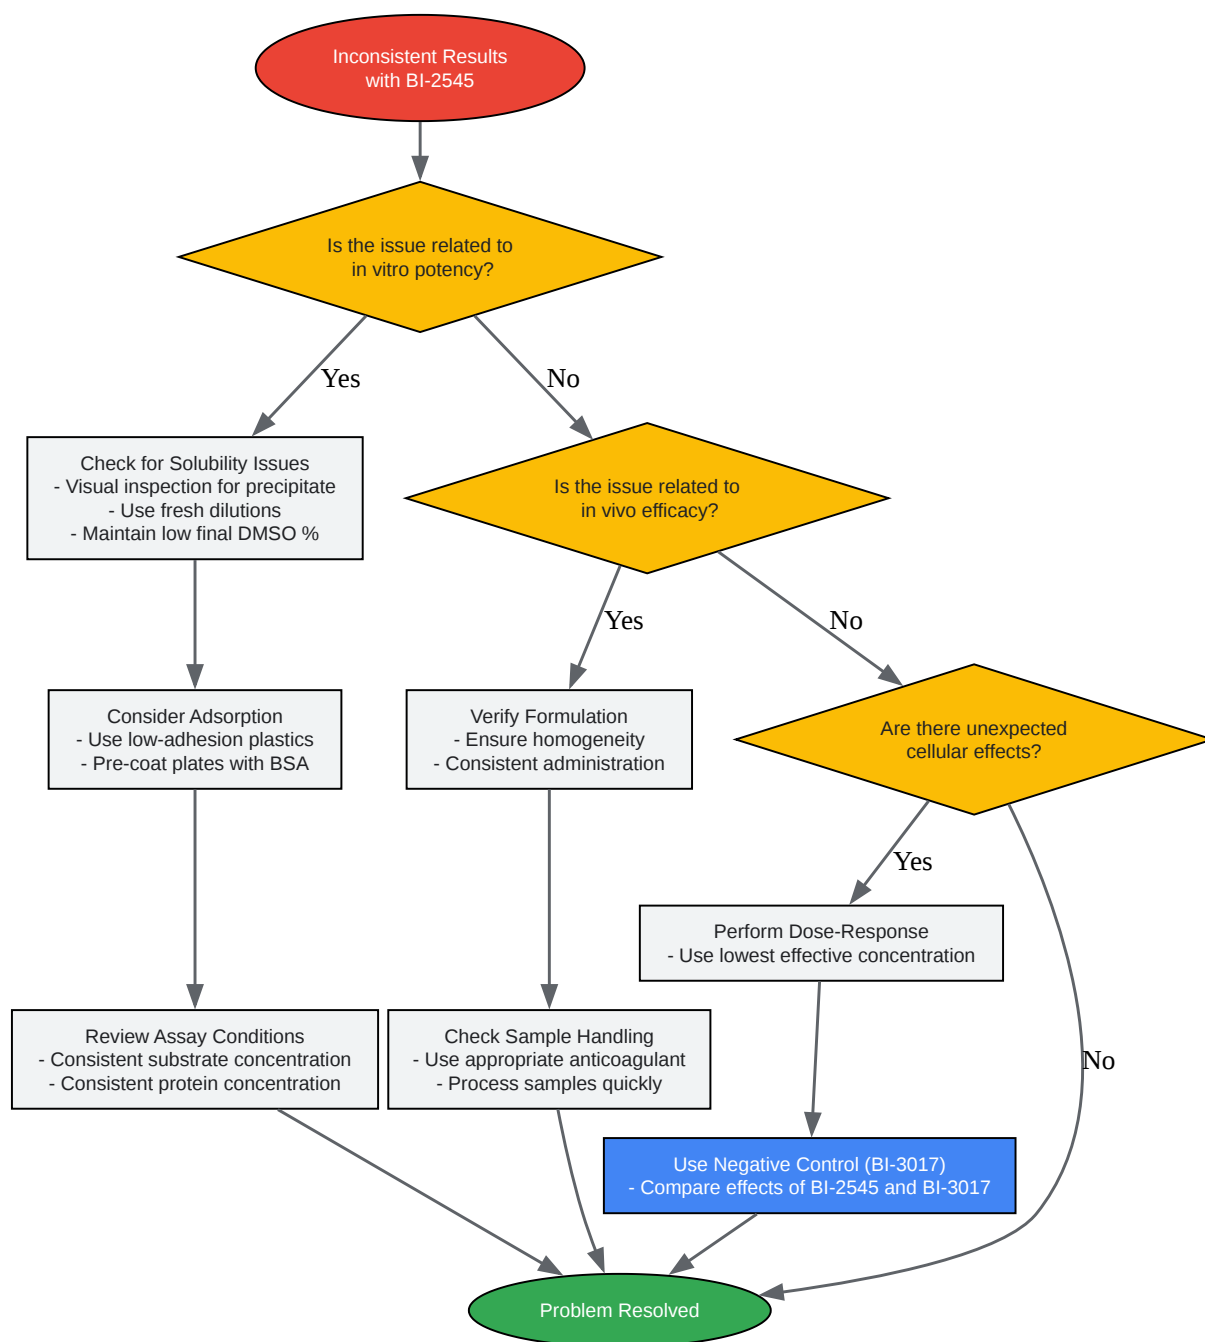 Inconsistent Results
with BI-2545
Is the issue related to
in vitro potency?
Yes
No
Check for Solubility Issues
- Visual inspection for precipitate
- Use fresh dilutions
- Maintain low final DMSO %
Is the issue related to
in vivo efficacy?
Yes
No
Consider Adsorption
- Use low-adhesion plastics
- Pre-coat plates with BSA
Verify Formulation
- Ensure homogeneity
- Consistent administration
Are there unexpected
cellular effects?
Yes
No
Perform Dose-Response
- Use lowest effective concentration
Review Assay Conditions
- Consistent substrate concentration
- Consistent protein concentration
Check Sample Handling
- Use appropriate anticoagulant
- Process samples quickly
Use Negative Control (BI-3017)
- Compare effects of BI-2545 and BI-3017
Problem Resolved